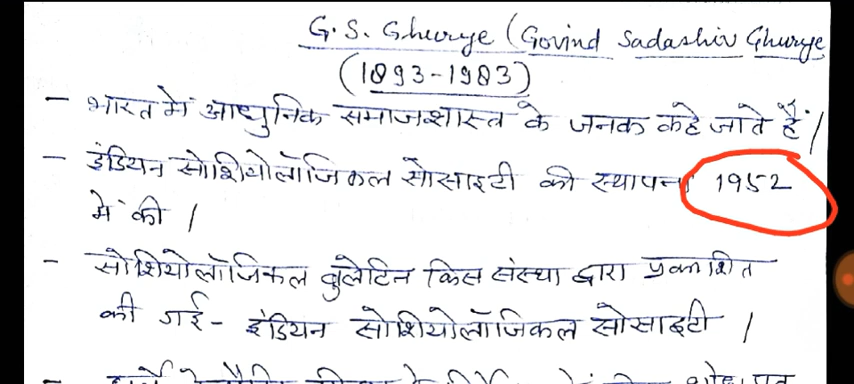 G. S. Ghurye (Govind Sadashiv Ghurye
(1893-1983)
- भारत में आधुनिक समाजशास्त्र के जनक कहे जाते हैं।
- इंडियन सोशियोलॉजिकल सोसाइटी की स्थापना 1952
में की।
- सोशियोलॉजिकल बुलेटिन किस संस्था द्वारा प्रकाशित
की गई - इंडियन सोशियोलॉजिकल सोसाइटी।